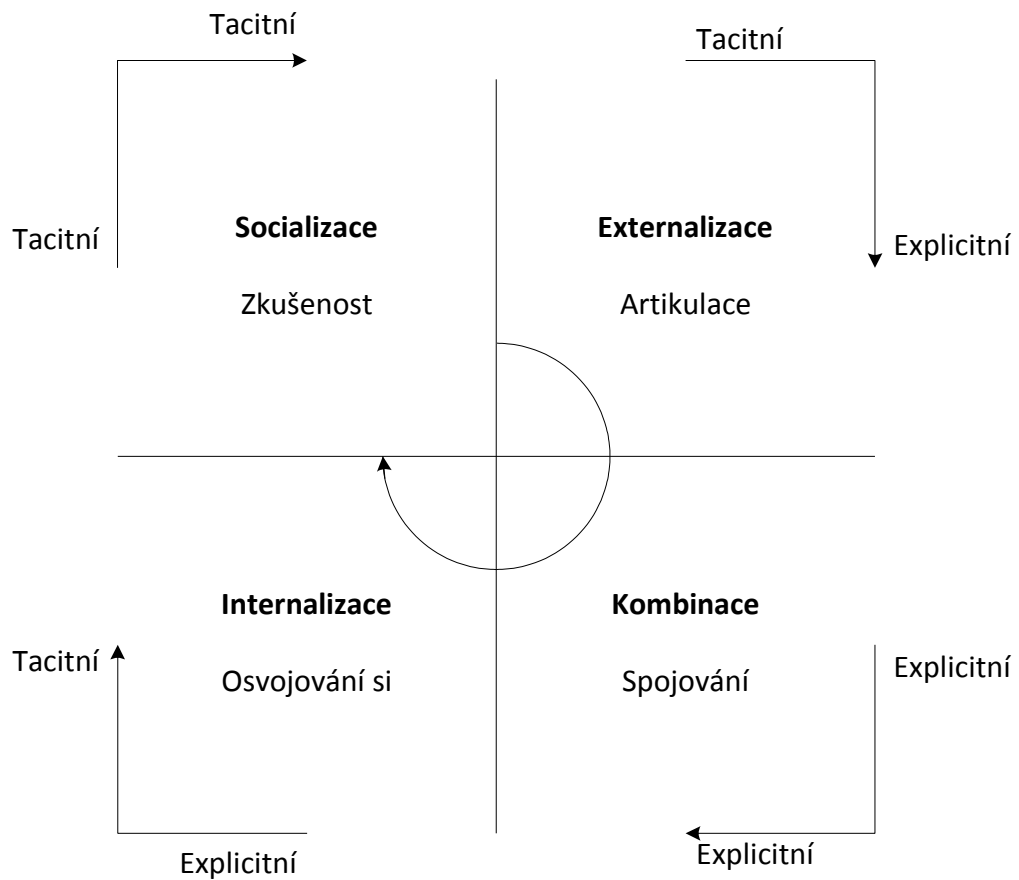 Tacitní
Tacitní
Tacitní
Socializace
Externalizace
Explicitní
Zkušenost
Artikulace
Internalizace
Kombinace
Tacitní
Explicitní
Osvojování si
Spojování
Explicitní
Explicitní